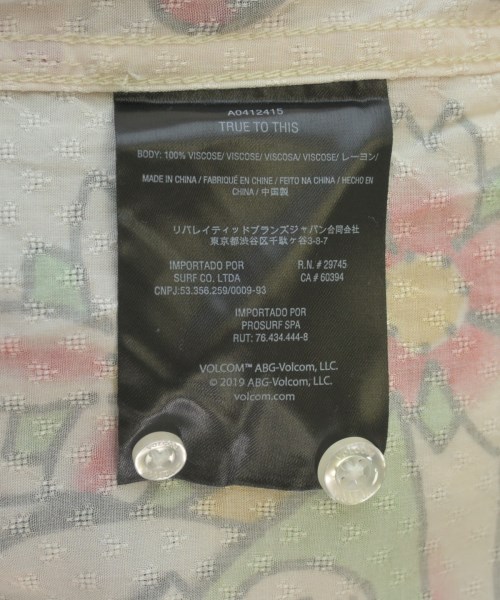 A0412415
TRUE TO THIS
BODY: 100% VISCOSE/ VISCOSE/ VISCOSA/ VISCOSE/ レーヨン/
MADE IN CHINA / FABRIQUÉ EN CHINE / FEITO NA CHINA / HECHO EN
CHINA / 中国製
リバレイティッドブランズジャパン合同会社
東京都渋谷区千駄ヶ谷3-8-7
IMPORTADO POR
SURF CO. LTDA
CNPJ: 53.356.259/0009-93
R.N. # 29745
CA # 60394
IMPORTADO POR
PROSURF SPA
RUT: 76.434.444-8
VOLCOM™ ABG-Volcom, LLC.
© 2019 ABG-Volcom, LLC.
volcom.com